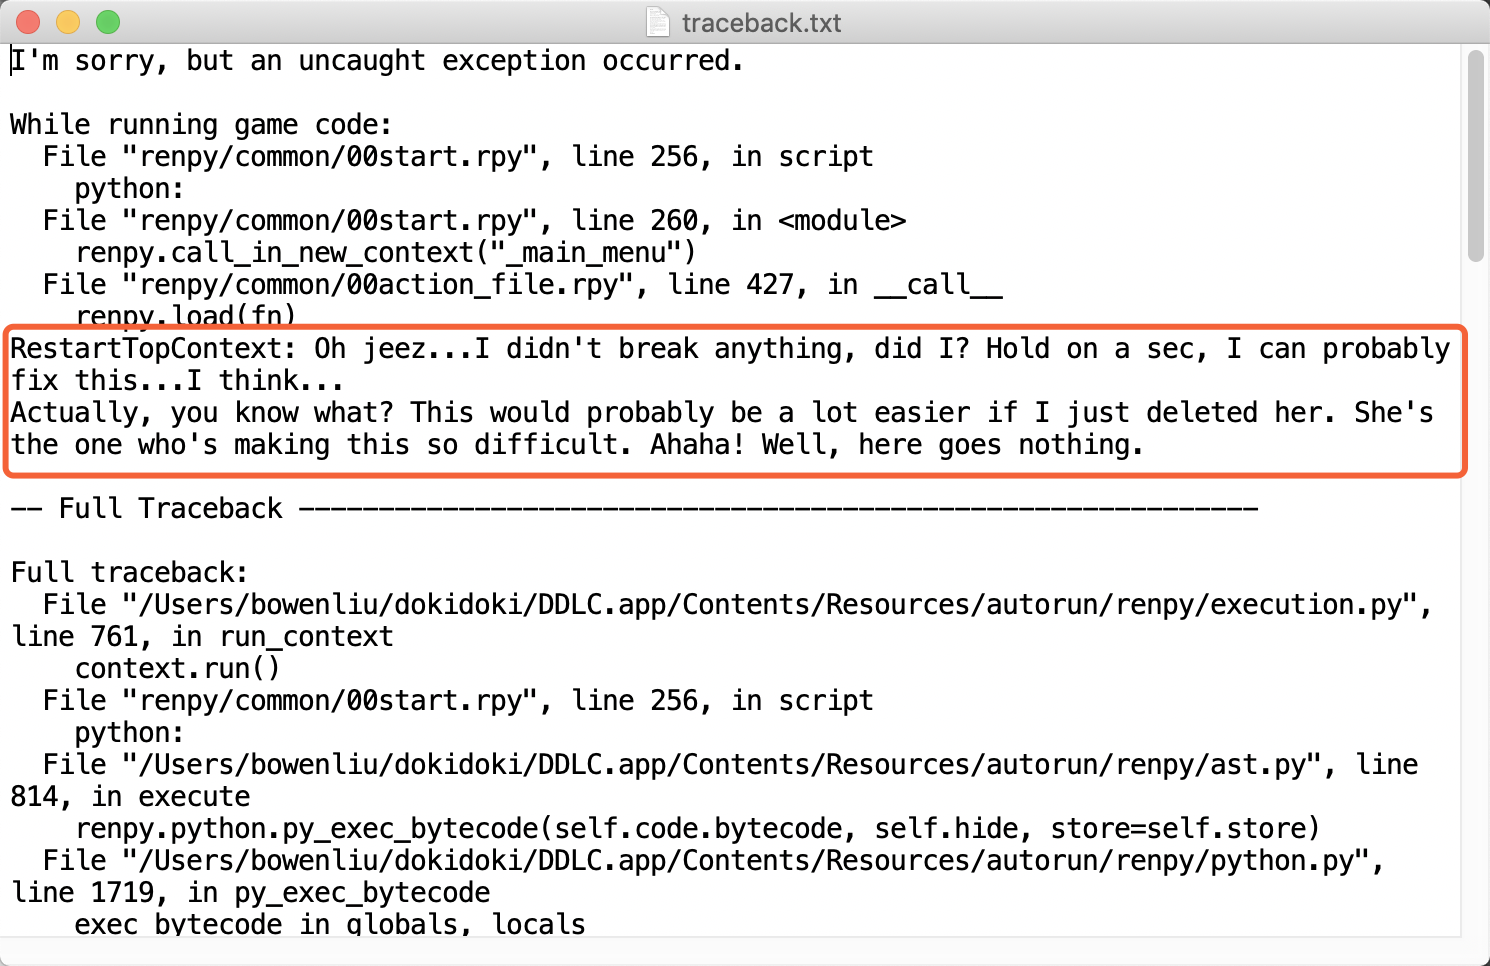 traceback.txt
I'm sorry, but an uncaught exception occurred.
While running game code:
File "renpy/common/00start.rpy", line 256, in script
python:
File "renpy/common/00start.rpy", line 260, in <module>
renpy.call_in_new_context("_main_menu")
File "renpy/common/00action_file.rpy", line 427, in __call__
renpy.load(fn)
RestartTopContext: Oh jeez...I didn't break anything, did I? Hold on a sec, I can probably
fix this...I think...
Actually, you know what? This would probably be a lot easier if I just deleted her. She's
the one who's making this so difficult. Ahaha! Well, here goes nothing.
-- Full Traceback ------------------------------------------------------------
Full traceback:
File "/Users/bowenliu/dokidoki/DDLC.app/Contents/Resources/autorun/renpy/execution.py",
line 761, in run_context
context.run()
File "renpy/common/00start.rpy", line 256, in script
python:
File "/Users/bowenliu/dokidoki/DDLC.app/Contents/Resources/autorun/renpy/ast.py", line
814, in execute
renpy.python.py_exec_bytecode(self.code.bytecode, self.hide, store=self.store)
File "/Users/bowenliu/dokidoki/DDLC.app/Contents/Resources/autorun/renpy/python.py",
line 1719, in py_exec_bytecode
exec bytecode in globals, locals